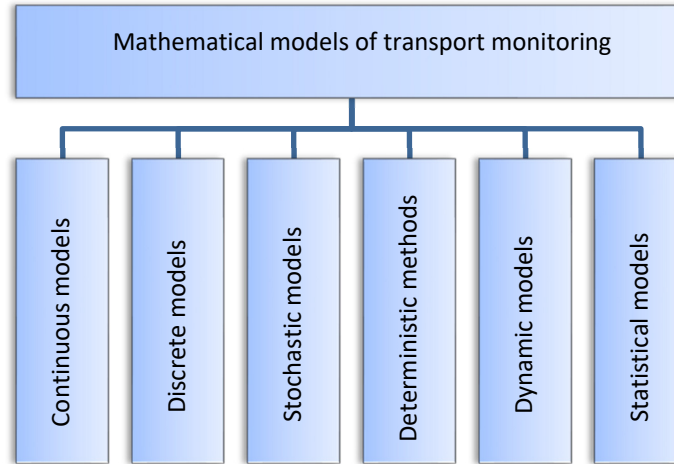 Mathematical models of transport monitoring
Continuous models
Discrete models
Stochastic models
Deterministic methods
Dynamic models
Statistical models